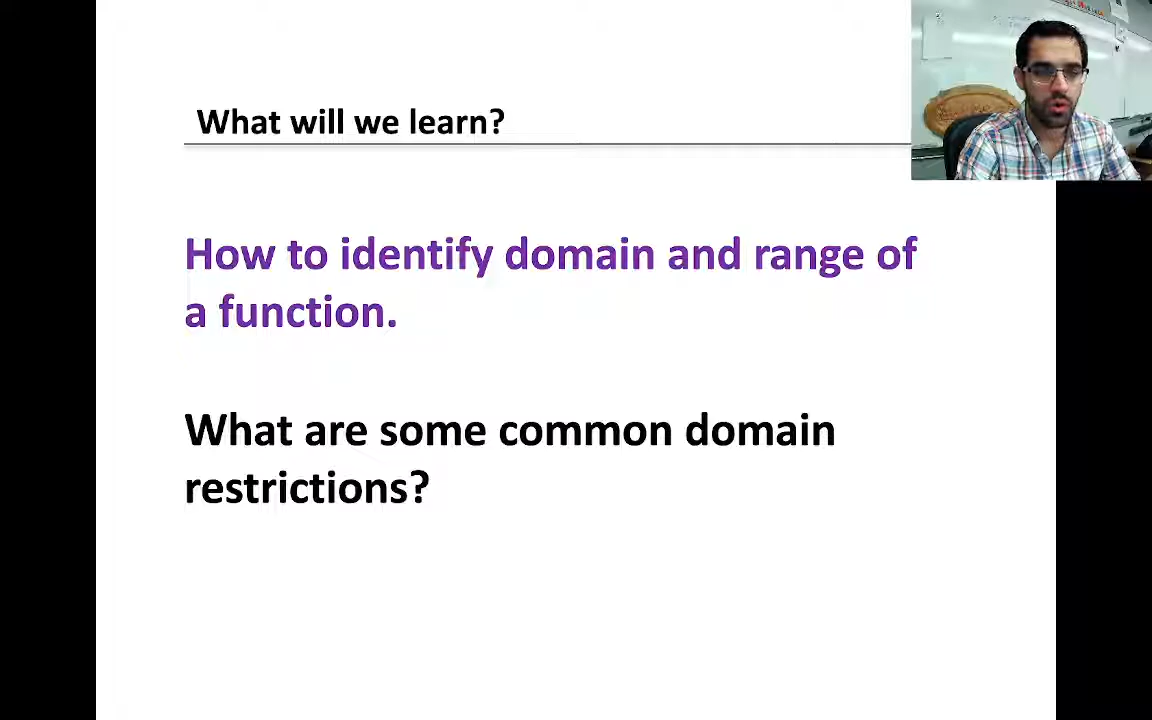 What will we learn?
How to identify domain and range of
a function.
What are some common domain
restrictions?